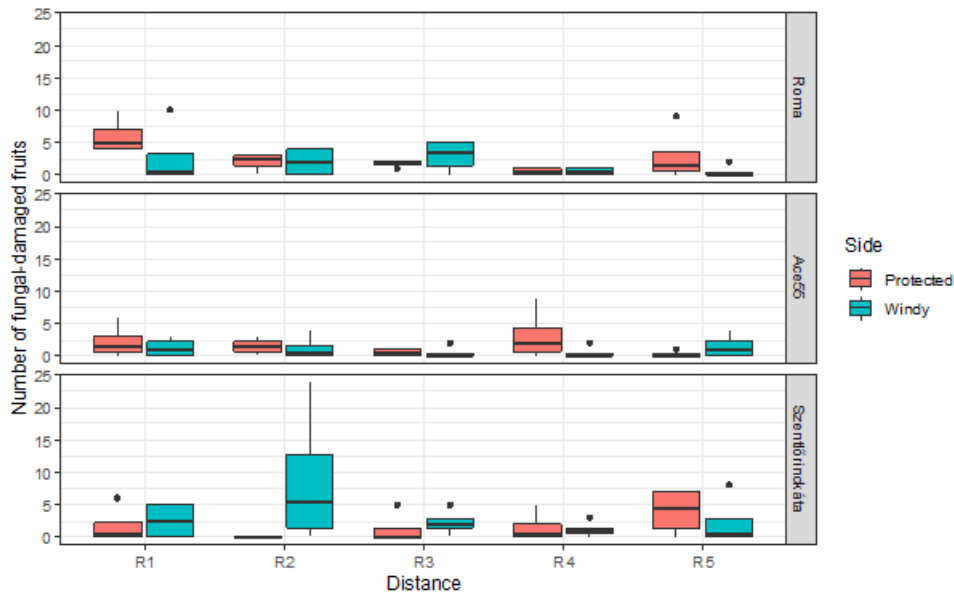 Number of fungal-damaged fruits
25
20
15
10
5
0
Roma
25
20
15
10
5
0
Ace55
25
20
15
10
5
0
Szentlőrinckáta
R1 R2 R3 R4 R5
Distance
Side
Protected
Windy